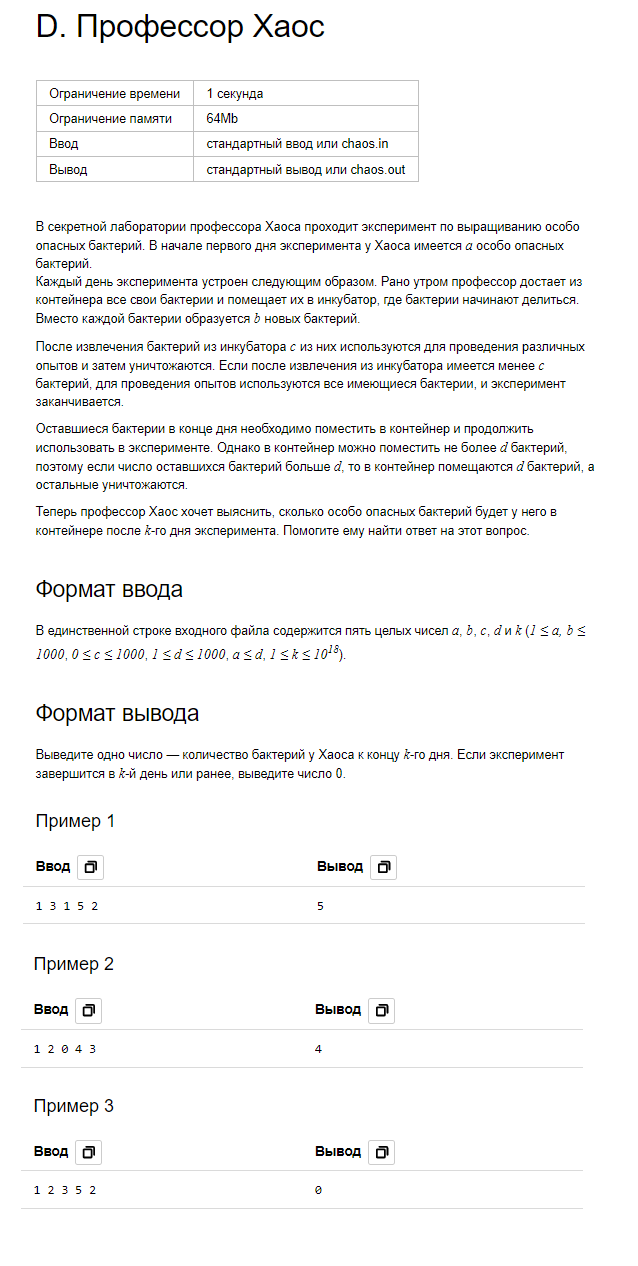 D. Профессор Хаос
Ограничение времени 1 секунда
Ограничение памяти 64Mb
Ввод стандартный ввод или chaos.in
Вывод стандартный вывод или chaos.out
В секретной лаборатории профессора Хаоса проходит эксперимент по выращиванию особо
опасных бактерий. В начале первого дня эксперимента у Хаоса имеется a особо опасных
бактерий.
Каждый день эксперимента устроен следующим образом. Рано утром профессор достает из
контейнера все свои бактерии и помещает их в инкубатор, где бактерии начинают делиться.
Вместо каждой бактерии образуется b новых бактерий.
После извлечения бактерий из инкубатора c из них используются для проведения различных
опытов и затем уничтожаются. Если после извлечения из инкубатора имеется менее c
бактерий, для проведения опытов используются все имеющиеся бактерии, и эксперимент
заканчивается.
Оставшиеся бактерии в конце дня необходимо поместить в контейнер и продолжить
использовать в эксперименте. Однако в контейнер можно поместить не более d бактерий,
поэтому если число оставшихся бактерий больше d, то в контейнер помещаются d бактерий, а
остальные уничтожаются.
Теперь профессор Хаос хочет выяснить, сколько особо опасных бактерий будет у него в
контейнере после k-го дня эксперимента. Помогите ему найти ответ на этот вопрос.
Формат ввода
В единственной строке входного файла содержится пять целых чисел a, b, c, d и k (1 ≤ a, b ≤
1000, 0 ≤ c ≤ 1000, 1 ≤ d ≤ 1000, a ≤ d, 1 ≤ k ≤ 10^18).
Формат вывода
Выведите одно число — количество бактерий у Хаоса к концу k-го дня. Если эксперимент
завершится в k-й день или ранее, выведите число 0.
Пример 1
Ввод Вывод
1 3 1 5 2 5
Пример 2
Ввод Вывод
1 2 0 4 3 4
Пример 3
Ввод Вывод
1 2 3 5 2 0